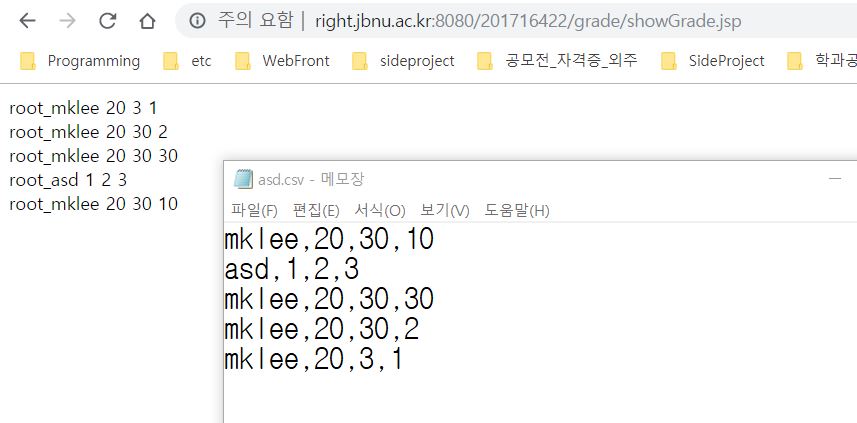 주의 요함 | right.jbnu.ac.kr:8080/201716422/grade/showGrade.jsp
Programming etc WebFront sideproject 공모전_자격증_외주 SideProject 학과공
root_mklee 20 3 1
root_mklee 20 30 2
root_mklee 20 30 30
root_asd 1 2 3
root_mklee 20 30 10
asd.csv - 메모장
파일(F) 편집(E) 서식(O) 보기(V) 도움말(H)
mklee,20,30,10
asd,1,2,3
mklee,20,30,30
mklee,20,30,2
mklee,20,3,1